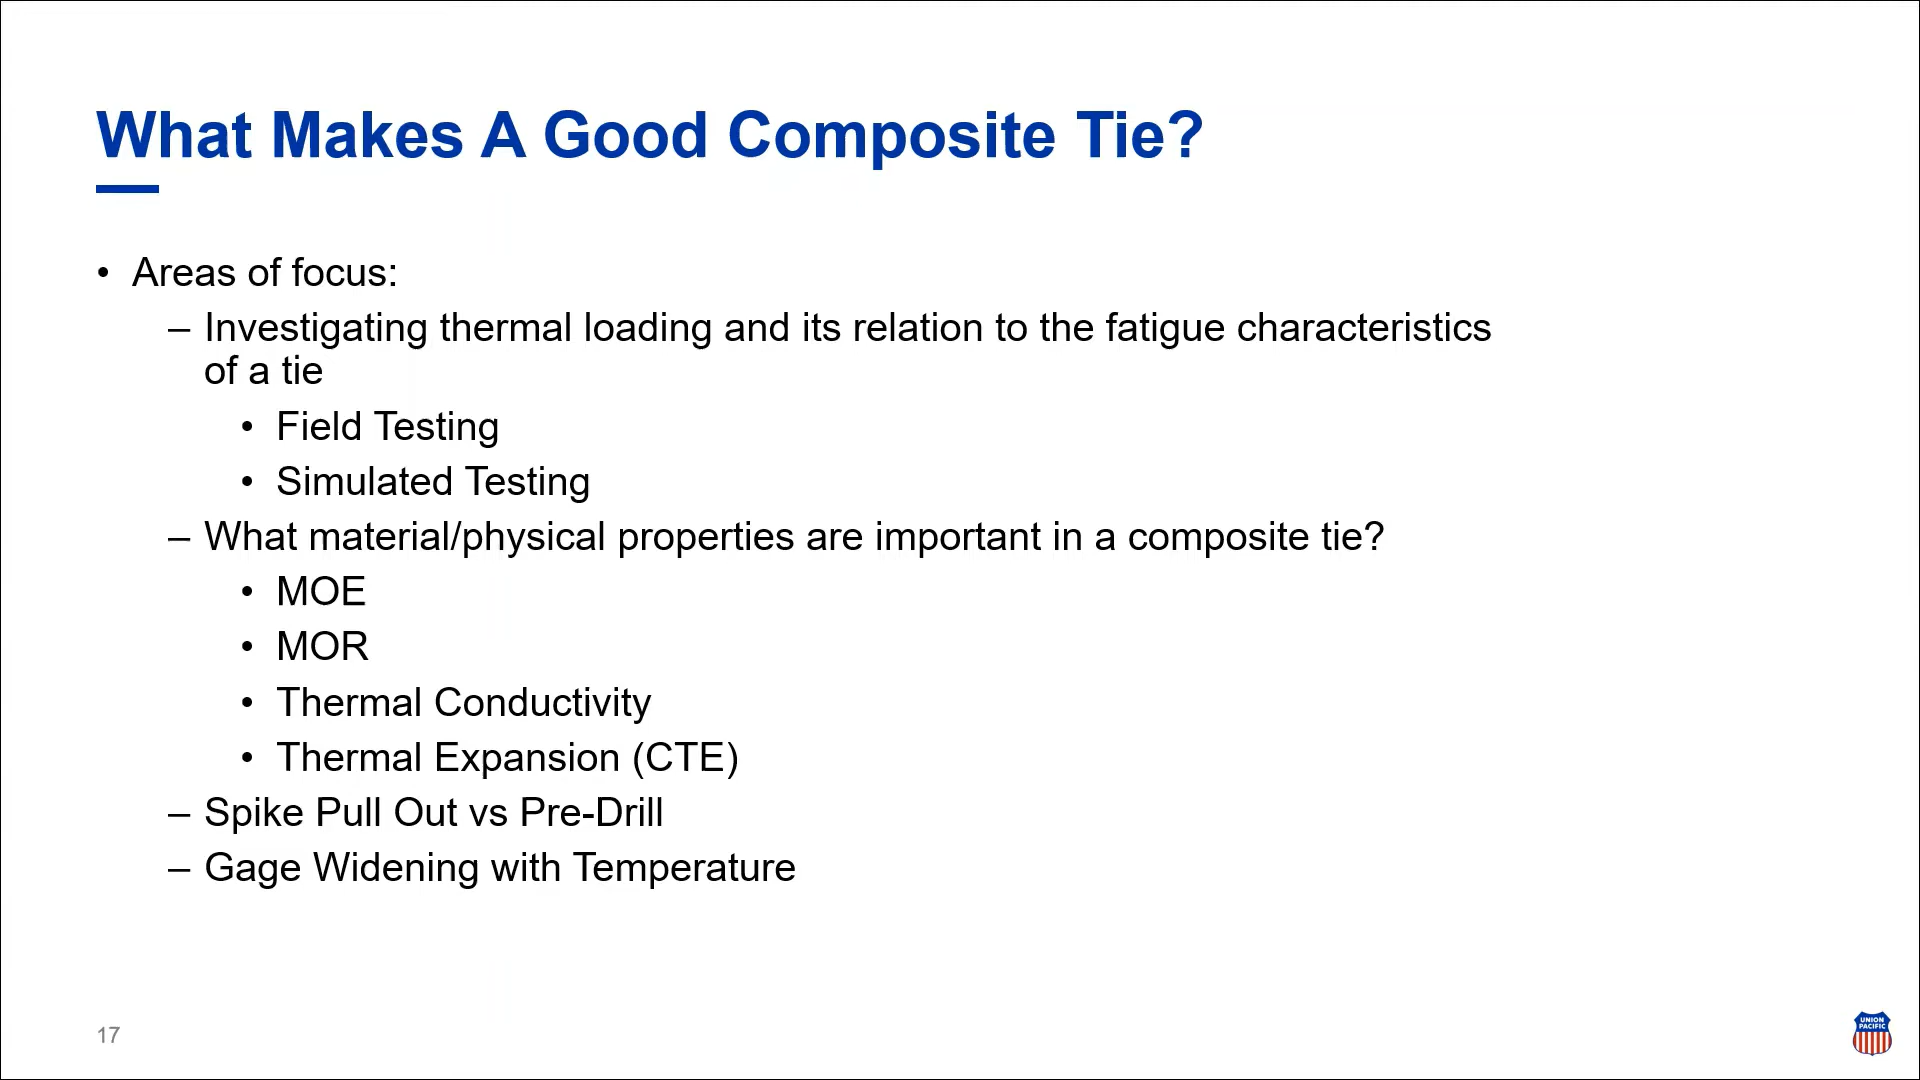 What Makes A Good Composite Tie?
• Areas of focus:
– Investigating thermal loading and its relation to the fatigue characteristics
of a tie
• Field Testing
• Simulated Testing
– What material/physical properties are important in a composite tie?
• MOE
• MOR
• Thermal Conductivity
• Thermal Expansion (CTE)
– Spike Pull Out vs Pre-Drill
– Gage Widening with Temperature
17
UNION
PACIFIC